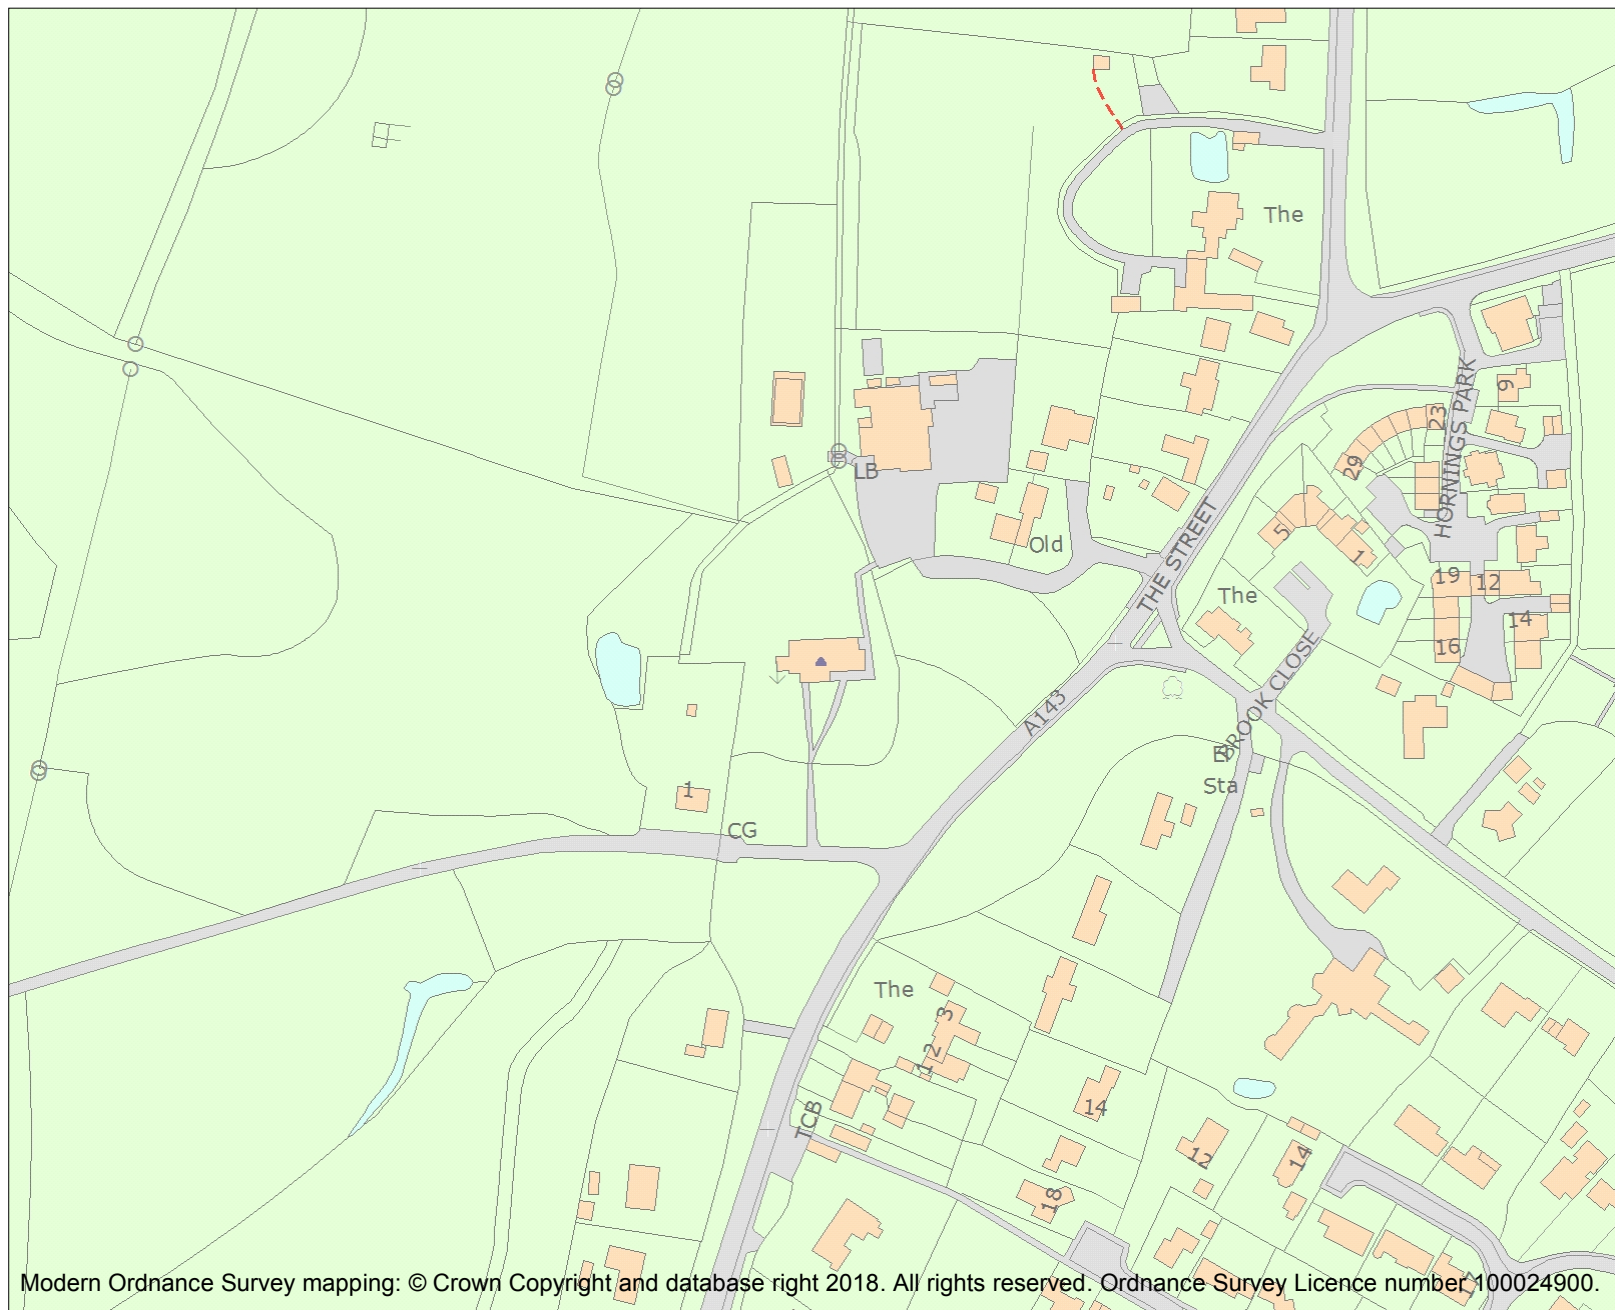 The
HORNINGS PARK
9
23
29
LB
5
1
Old
THE STREET
The
19
12
14
16
BROOK CLOSE
A143
El
Sta
1
CG
The
3
1 2
TCB
14
12
14
18
17
Modern Ordnance Survey mapping: © Crown Copyright and database right 2018. All rights reserved. Ordnance Survey Licence number 100024900.